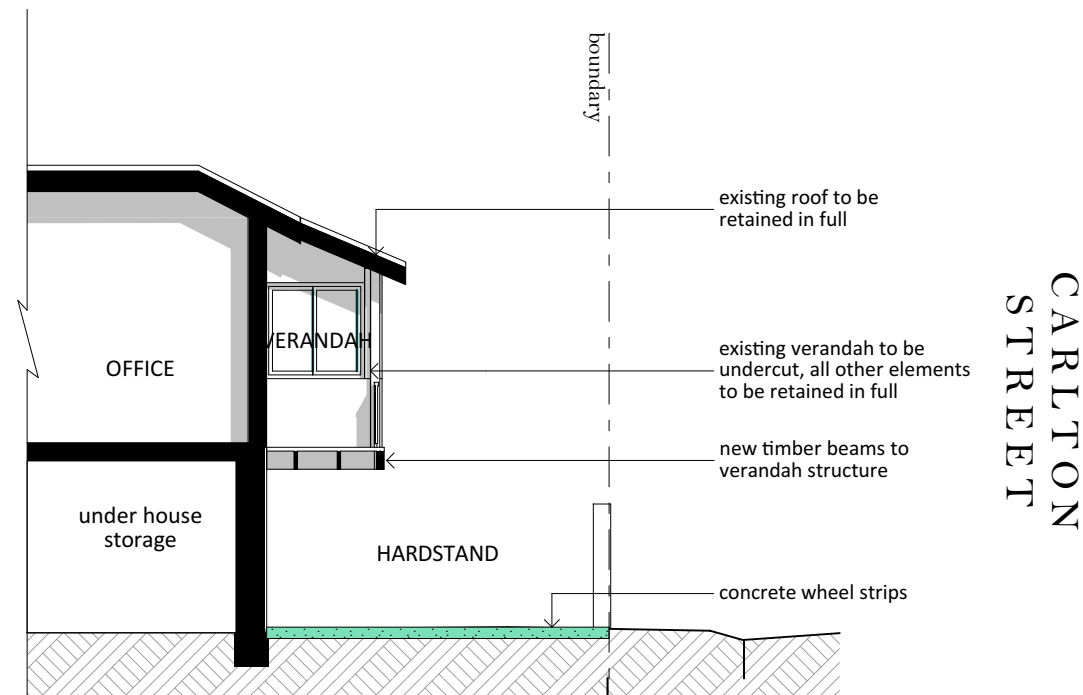 boundary
existing roof to be
retained in full
CARLTON
STREET
VERANDAH
OFFICE
existing verandah to be
undercut, all other elements
to be retained in full
new timber beams to
verandah structure
under house
storage
HARDSTAND
concrete wheel strips